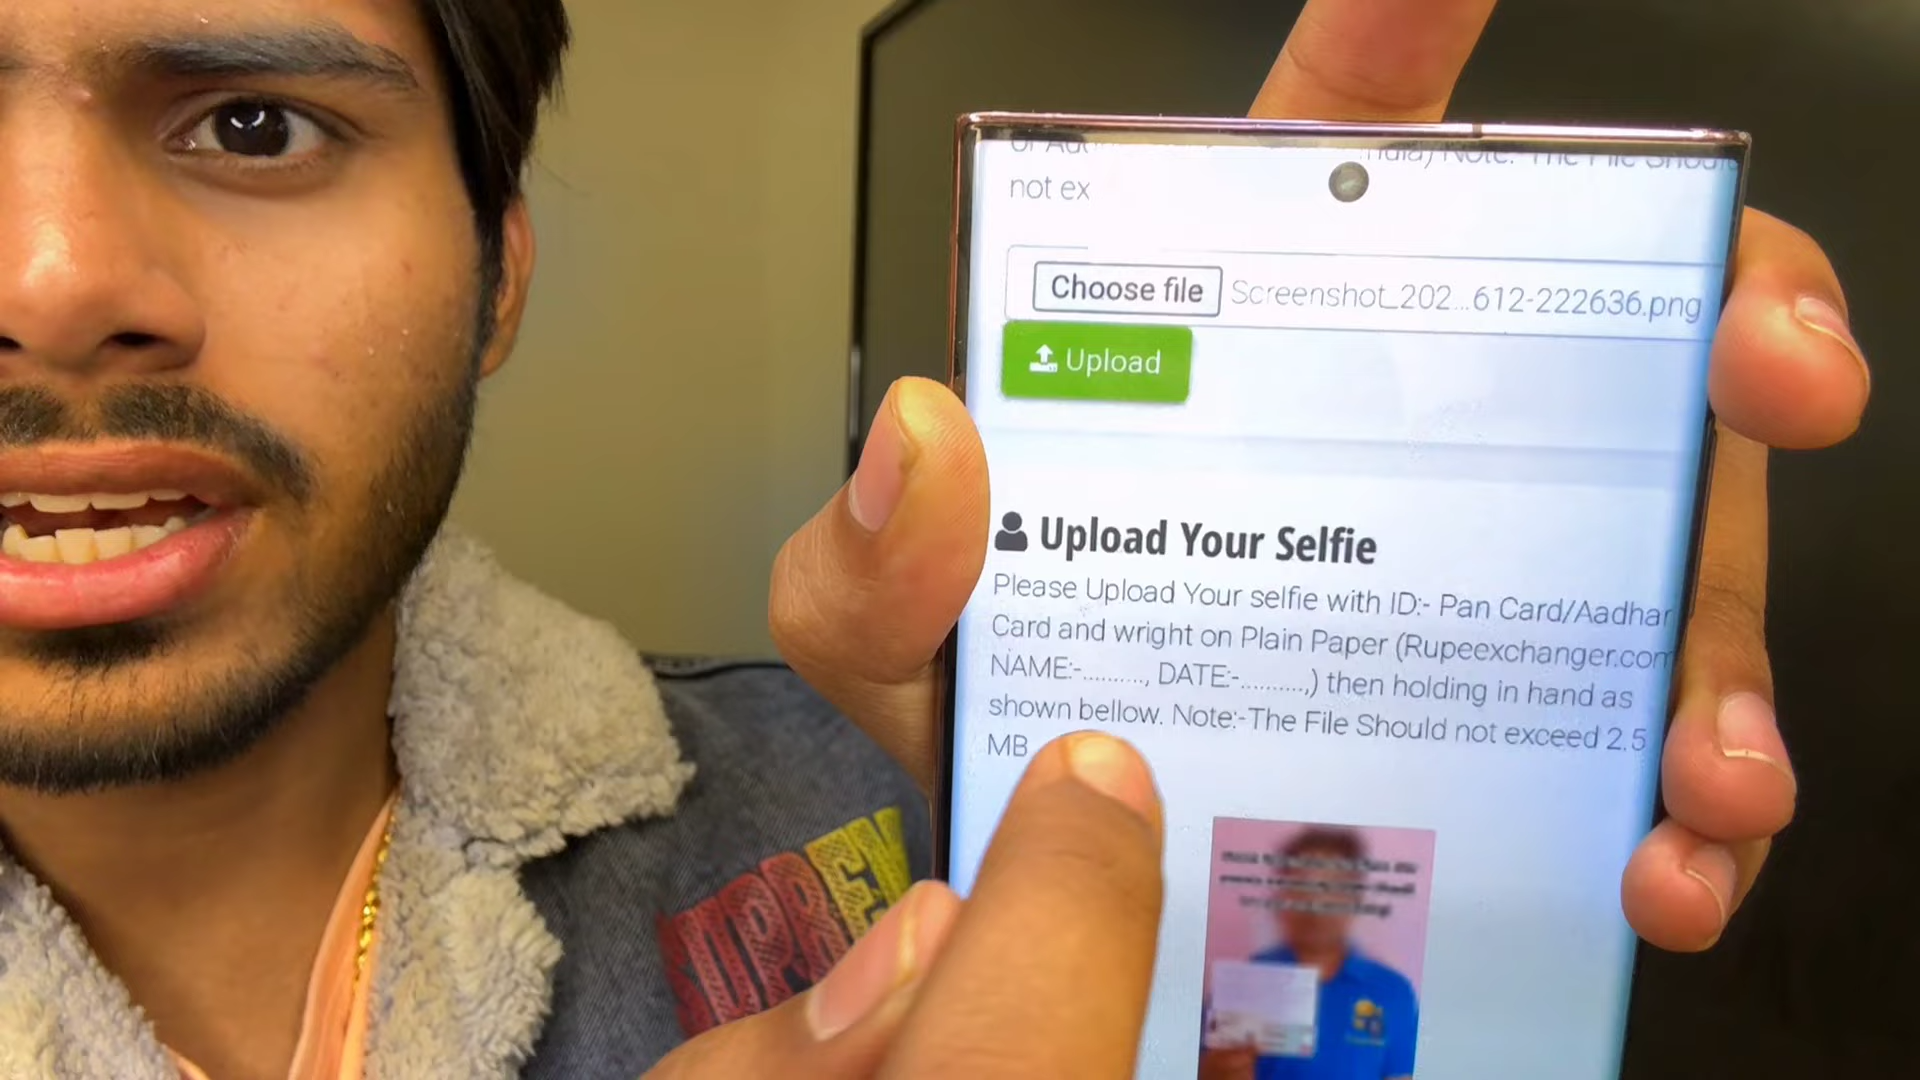 not ex
Choose file Screenshot_202...612-222636.png
Upload
Upload Your Selfie
Please Upload Your selfie with ID:- Pan Card/Aadhar
Card and wright on Plain Paper (Rupeexchanger.com
NAME:-.........., DATE:-..........,) then holding in hand as
shown bellow. Note:-The File Should not exceed 2.5
MB